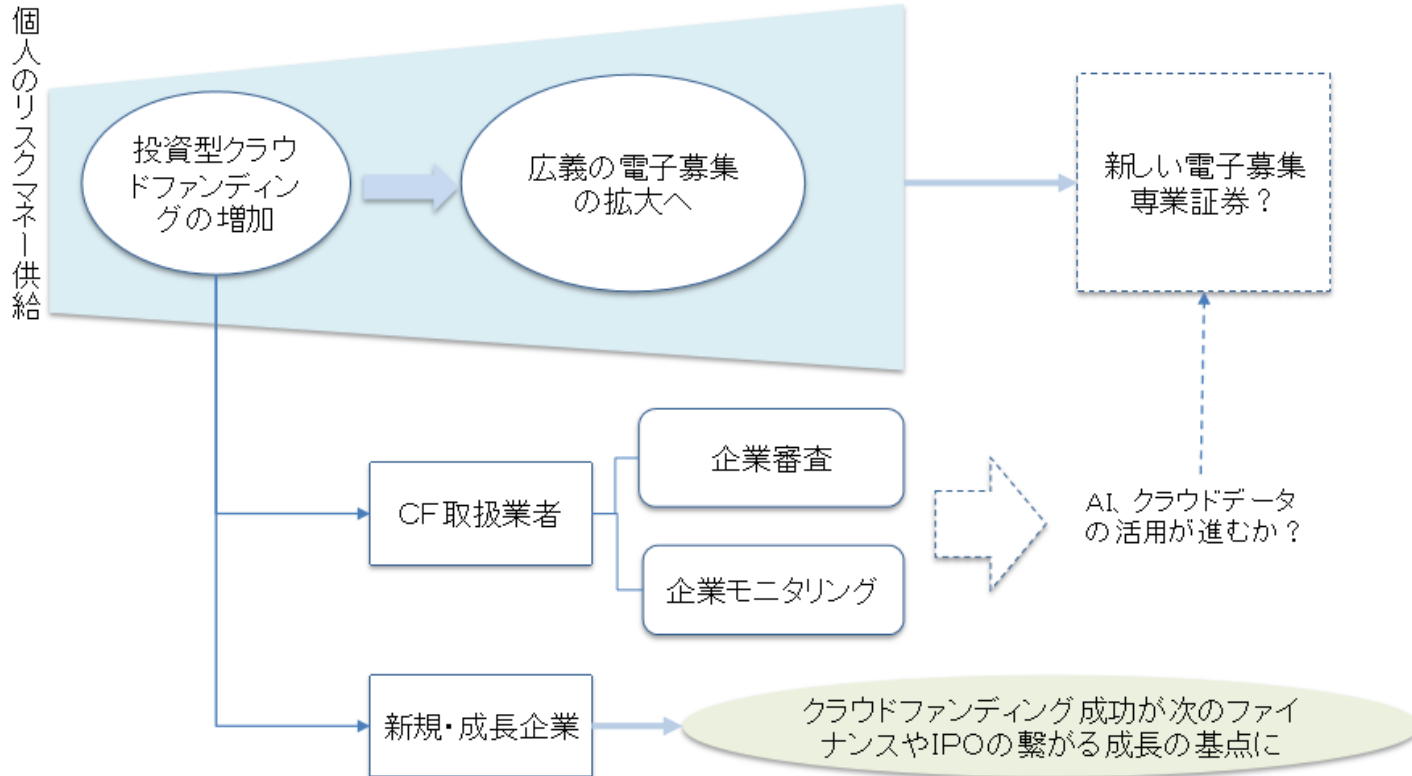 個人のリスクマネー供給
投資型クラウ
ドファンディン
グの増加
広義の電子募集
の拡大へ
新しい電子募集
専業証券？
企業審査
CF取扱業者
企業モニタリング
AI、クラウドデータ
の活用が進むか？
新規・成長企業
クラウドファンディング成功が次のファイ
ナンスやIPOの繋がる成長の基点に